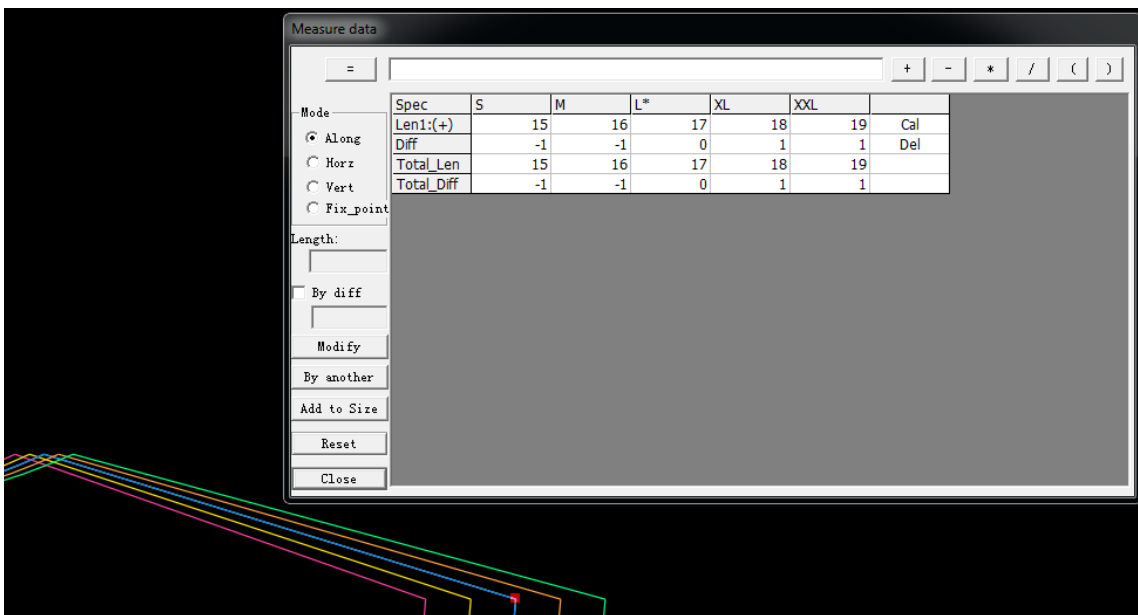 Measure data
= + - * / ( )
Mode
Along
Horz
Vert
Fix_point
Length:
By diff
Modify
By another
Add to Size
Reset
Close
Spec S M L* XL XXL
Len1:(+) 15 16 17 18 19 Cal
Diff -1 -1 0 1 1 Del
Total_Len 15 16 17 18 19
Total_Diff -1 -1 0 1 1